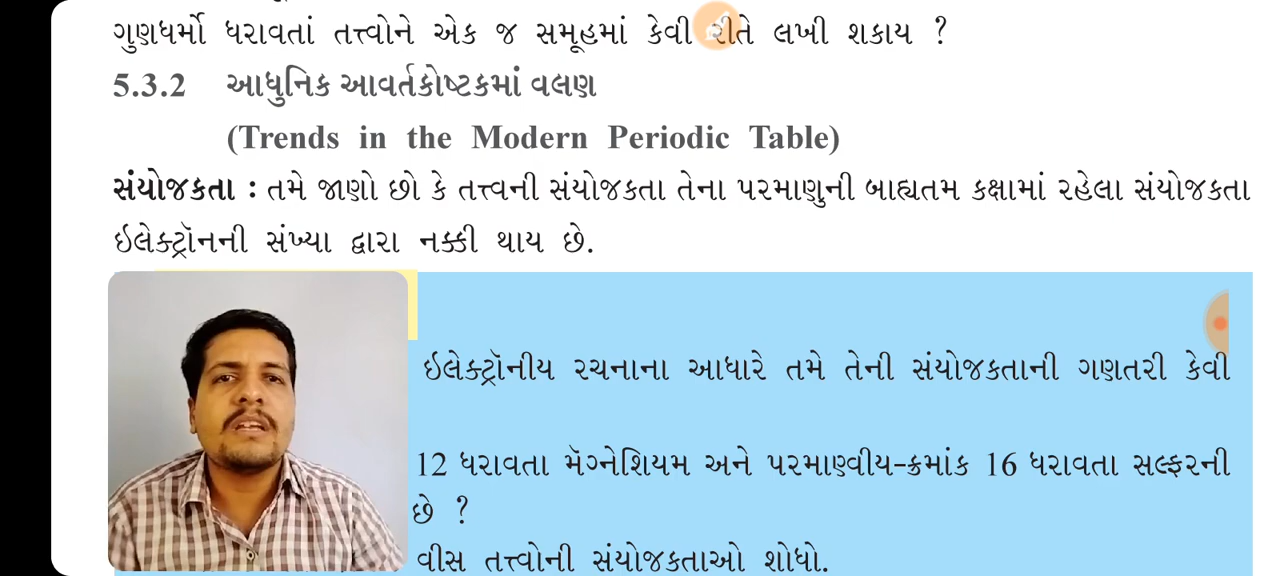 ગુણધર્મો ધરાવતાં તત્ત્વોને એક જ સમૂહમાં કેવી રીતે લખી શકાય ?
5.3.2 આધુનિક આવર્તકોષ્ટકમાં વલણ
(Trends in the Modern Periodic Table)
સંયોજકતા : તમે જાણો છો કે તત્ત્વની સંયોજકતા તેના પરમાણુની બાહ્યતમ કક્ષામાં રહેલા સંયોજકતા
ઇલેક્ટ્રૉનની સંખ્યા દ્વારા નક્કી થાય છે.
ઇલેક્ટ્રૉનીય રચનાના આધારે તમે તેની સંયોજકતાની ગણતરી કેવી
12 ધરાવતા મૅગ્નેશિયમ અને પરમાણ્વીય-ક્રમાંક 16 ધરાવતા સલ્ફરની
છે ?
વીસ તત્ત્વોની સંયોજકતાઓ શોધો.